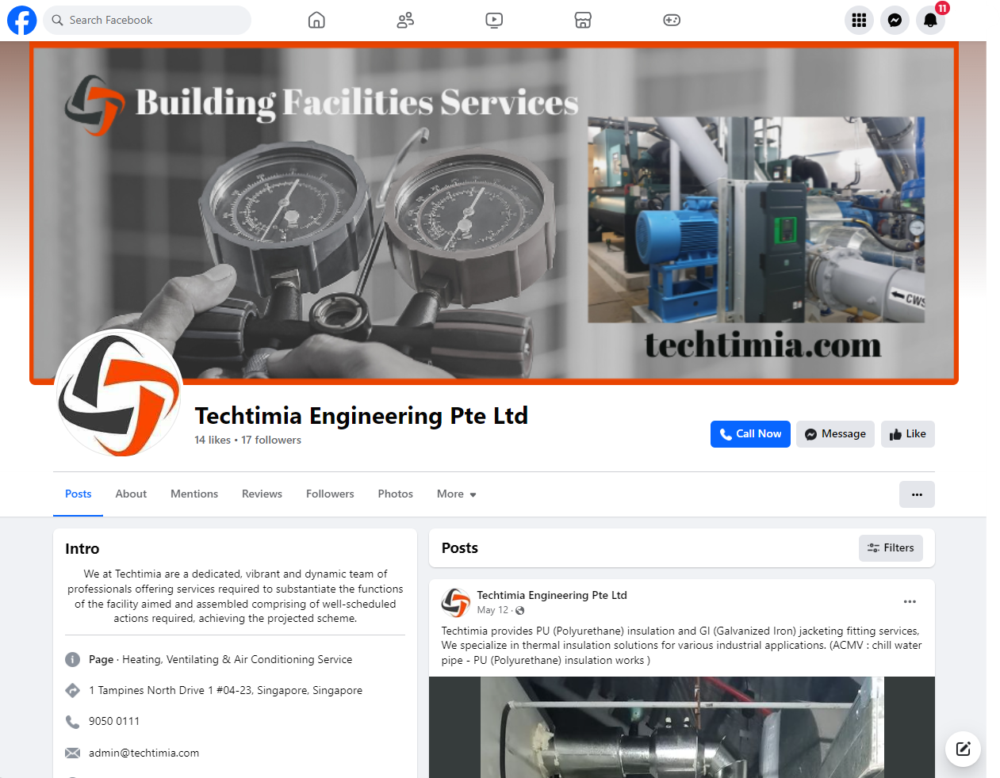 Search Facebook
11
Building Facilities Services
CWS
techtimia.com
Techtimia Engineering Pte Ltd
14 likes • 17 followers
Call Now
Message
Like
Posts
About
Mentions
Reviews
Followers
Photos
More
Intro
We at Techtimia are a dedicated, vibrant and dynamic team of
professionals offering services required to substantiate the functions
of the facility aimed and assembled comprising of well-scheduled
actions required, achieving the projected scheme.
Page · Heating, Ventilating & Air Conditioning Service
1 Tampines North Drive 1 #04-23, Singapore, Singapore
9050 0111
admin@techtimia.com
Posts
Filters
Techtimia Engineering Pte Ltd
May 12 ·
Techtimia provides PU (Polyurethane) insulation and GI (Galvanized Iron) jacketing fitting services,
We specialize in thermal insulation solutions for various industrial applications. (ACMV : chill water
pipe - PU (Polyurethane) insulation works )